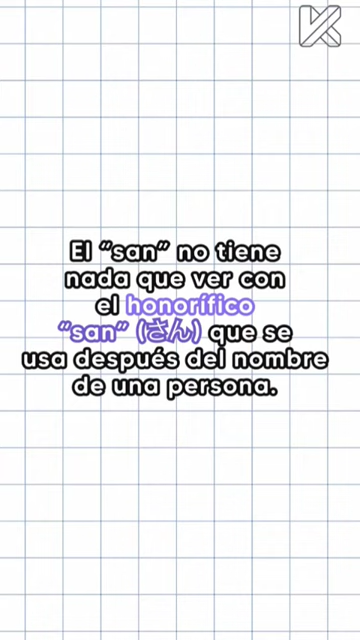 El "san" no tiene
nada que ver con
el honorífico
"san" (さん) que se
usa después del nombre
de una persona.